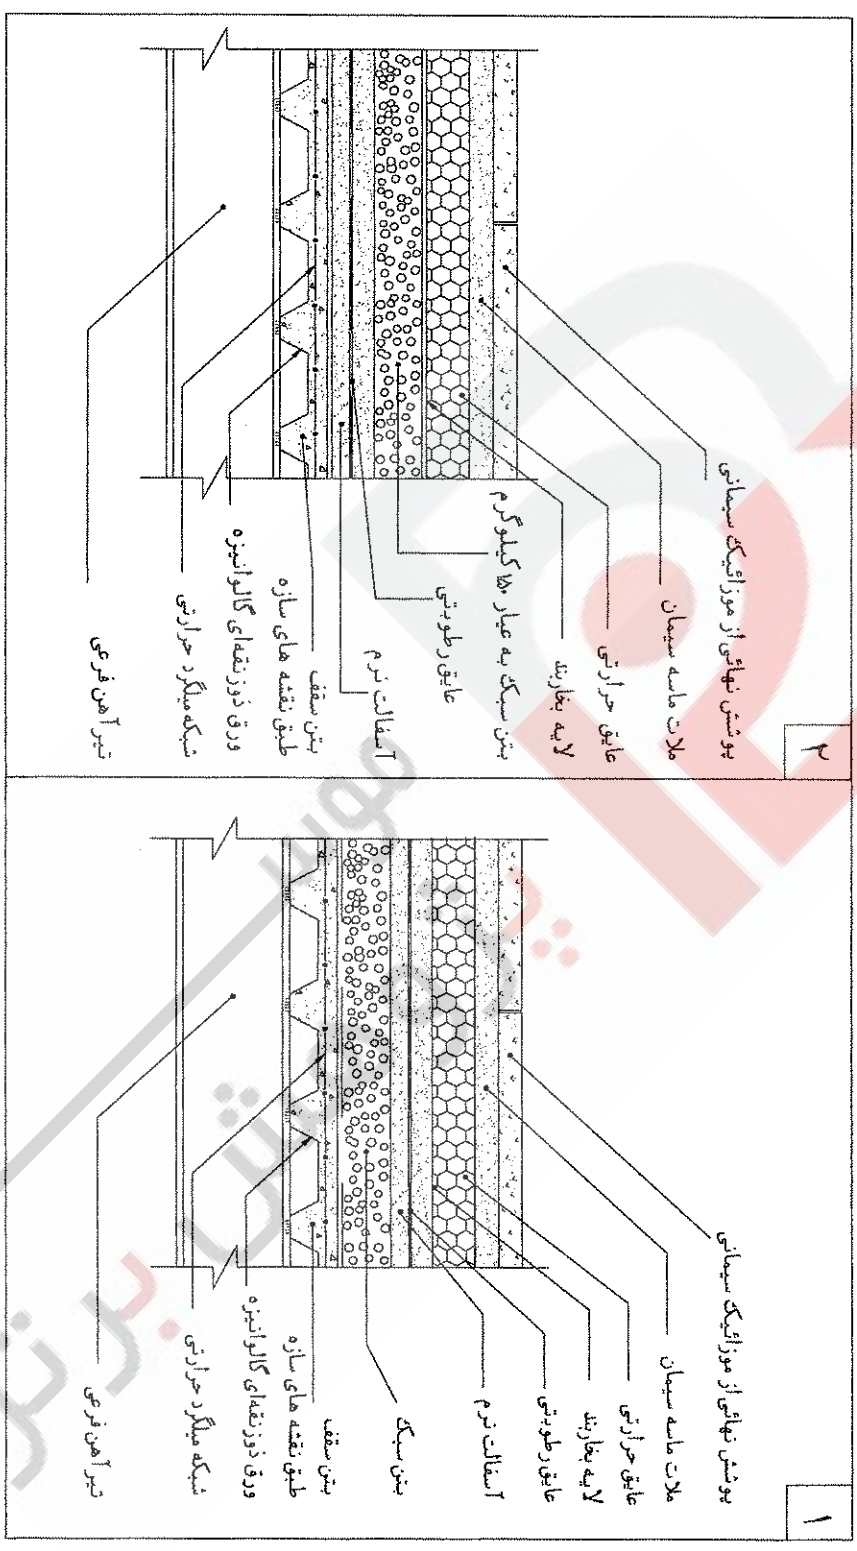 ۲
پوشش نهائی از موزائیک سیمانی
ملات ماسه سیمان
عایق حرارتی
لایه بخاربند
بتن سبک به عیار ۱۵۰ کیلوگرم
عایق رطوبتی
آسفالت نرم
بتن سقف
طبق نقشه های سازه
ورق ذوزنقه‌ای گالوانیزه
شبکه میلگرد حرارتی
تیرآهن فرعی
۱
پوشش نهائی از موزائیک سیمانی
ملات ماسه سیمان
عایق حرارتی
لایه بخاربند
عایق رطوبتی
آسفالت نرم
بتن سبک
بتن سقف
طبق نقشه های سازه
ورق ذوزنقه‌ای گالوانیزه
شبکه میلگرد حرارتی
تیرآهن فرعی
پژوهش برتر